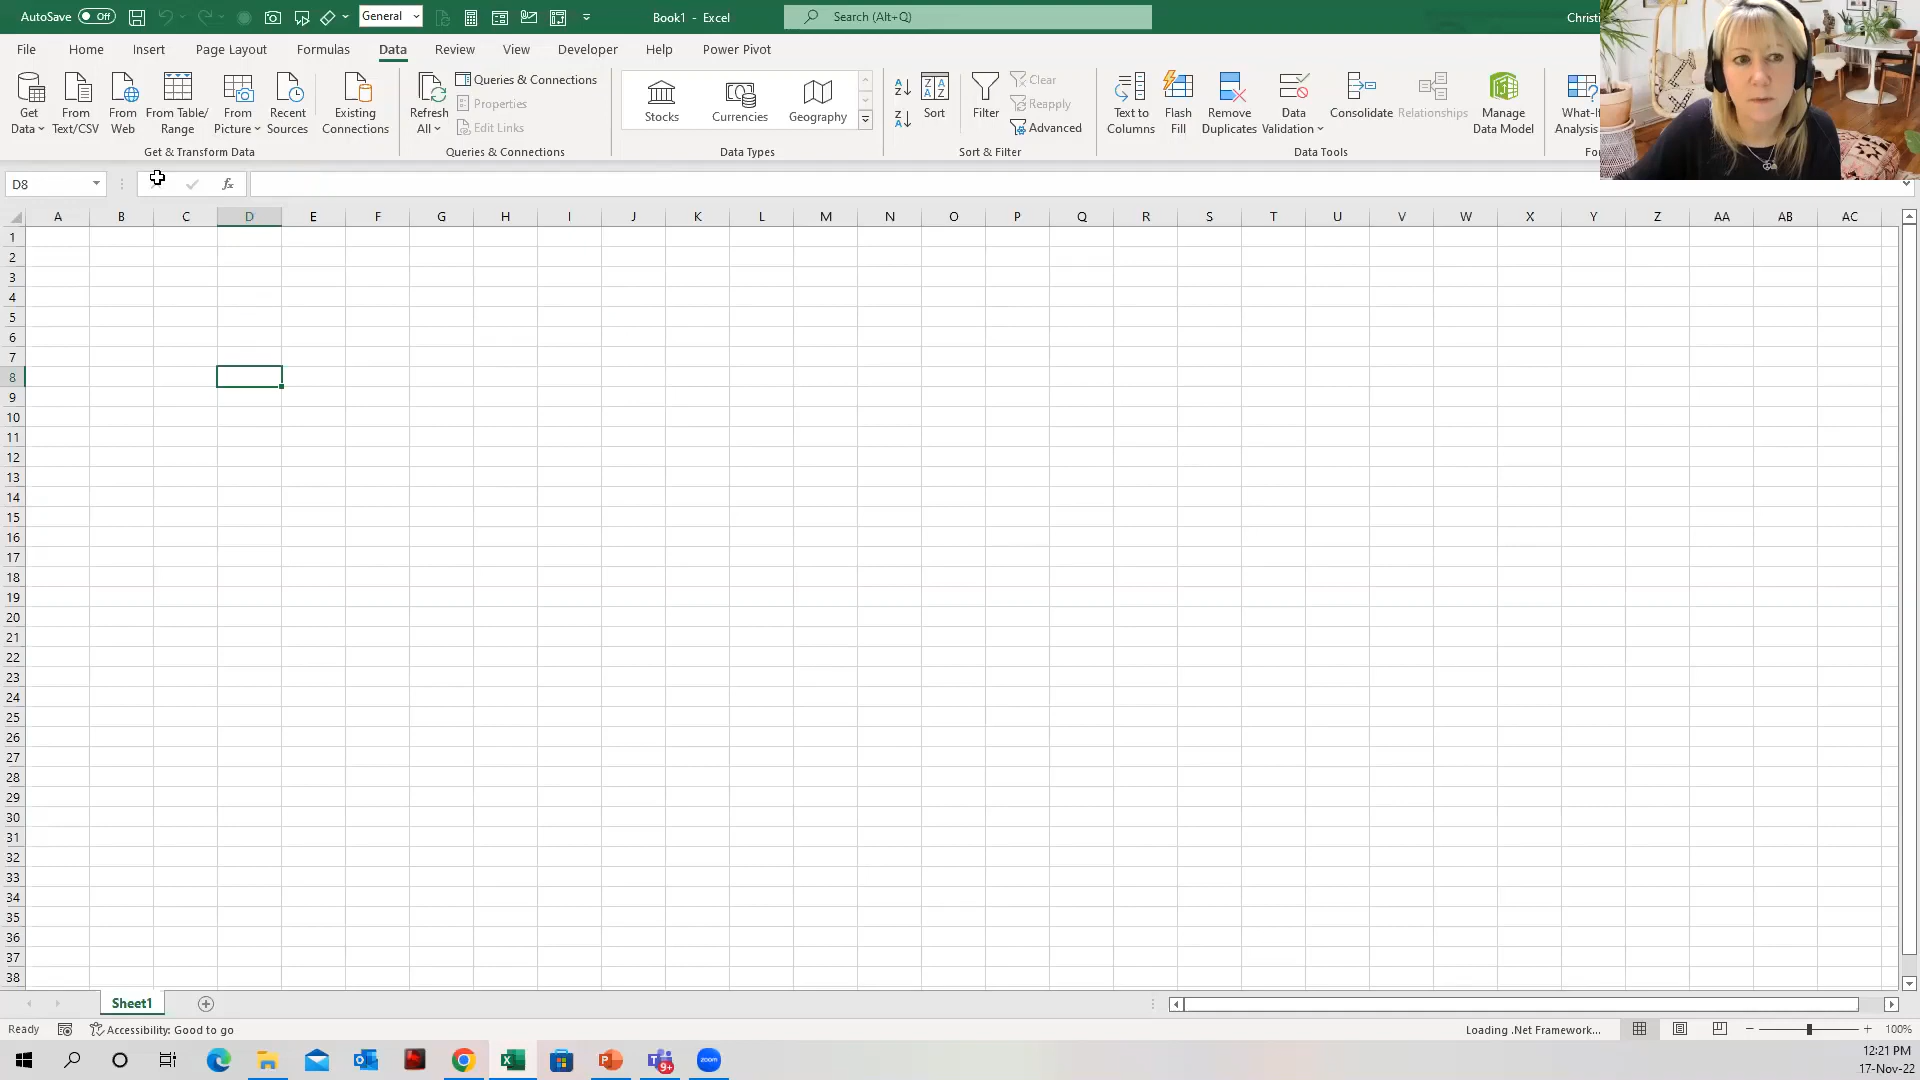 AutoSave Off General Book1 - Excel Search (Alt+Q) Christi
File Home Insert Page Layout Formulas Data Review View Developer Help Power Pivot
Get Data From Text/CSV From Web From Table/ Range From Picture Recent Sources Existing Connections
Get & Transform Data
Refresh All Queries & Connections
Properties
Edit Links
Queries & Connections
Stocks Currencies Geography
Data Types
Sort Filter Clear
Reapply
Advanced
Sort & Filter
Text to Columns Flash Fill Remove Duplicates Data Validation Consolidate Relationships Manage Data Model
Data Tools
What-If Analysis
Fo
D8 fx
A B C D E F G H I J K L M N O P Q R S T U V W X Y Z AA AB AC
1
2
3
4
5
6
7
8
9
10
11
12
13
14
15
16
17
18
19
20
21
22
23
24
25
26
27
28
29
30
31
32
33
34
35
36
37
38
Sheet1
Ready Accessibility: Good to go Loading .Net Framework... 100%
9+ zoom
12:21 PM
17-Nov-22